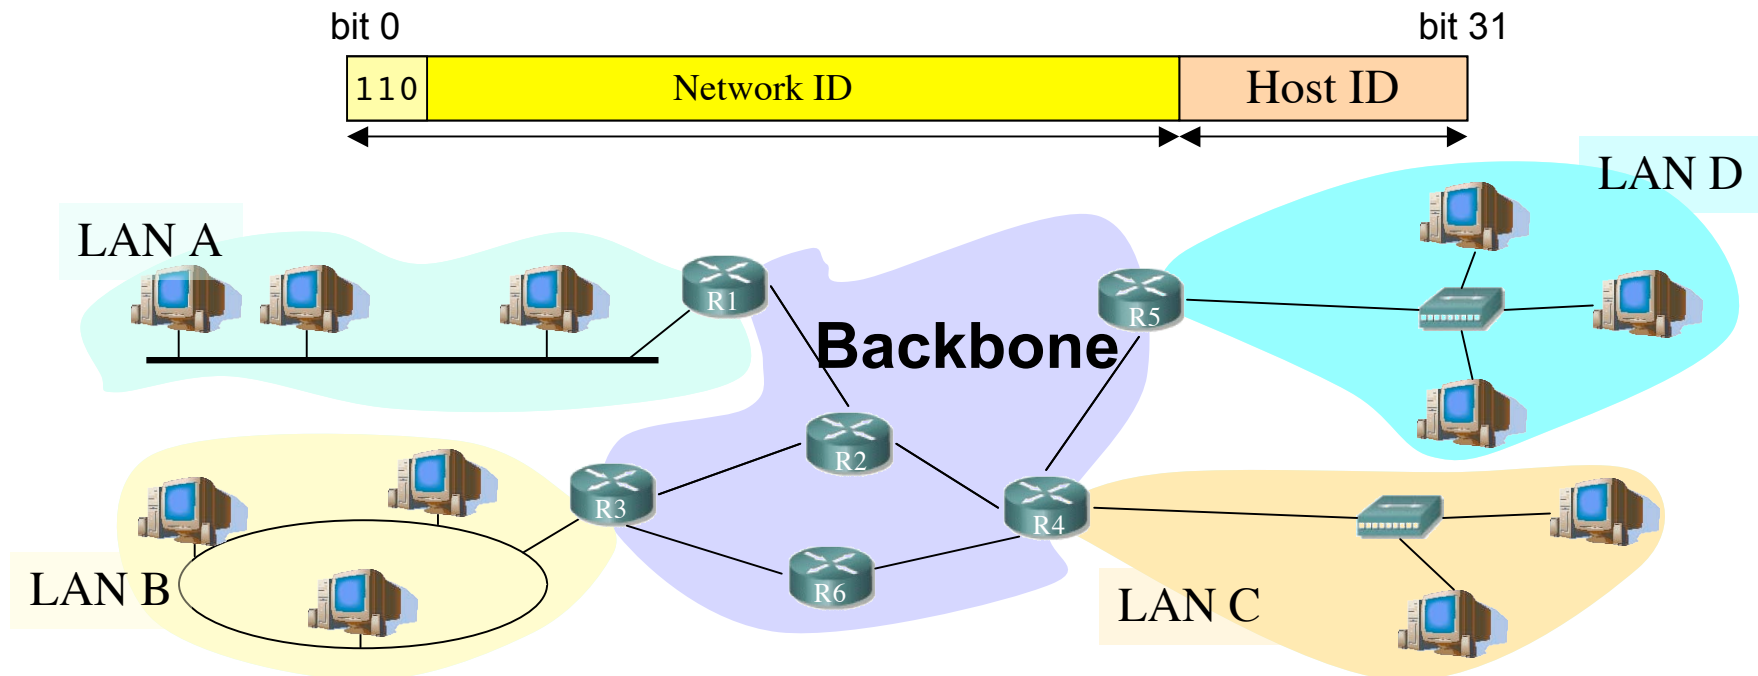 bit 0
bit 31
110
Network ID
Host ID
LAN D
LAN A
R1
R5
Backbone
R2
R3
R4
R6
LAN B
LAN C